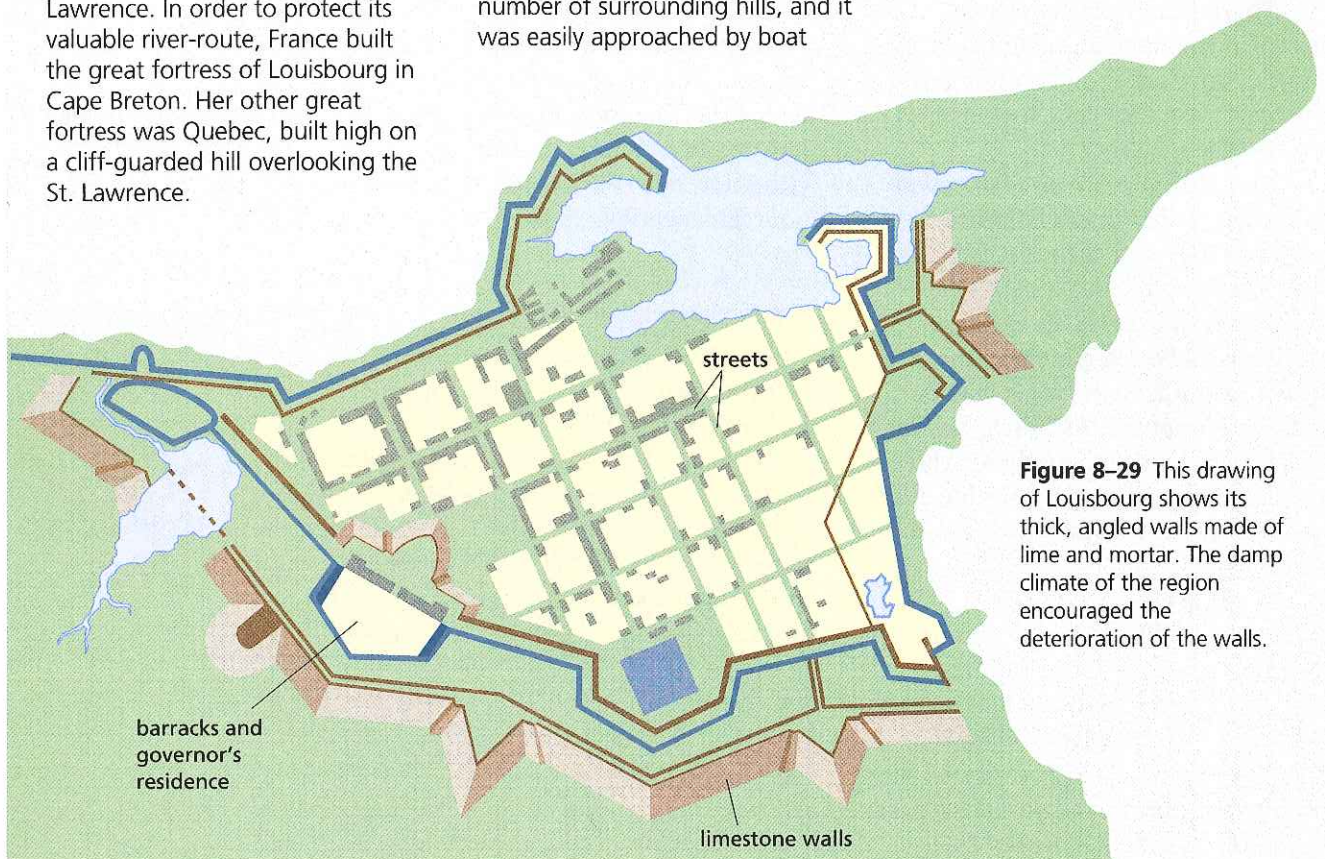 Lawrence. In order to protect its
valuable river-route, France built
the great fortress of Louisbourg in
Cape Breton. Her other great
fortress was Quebec, built high on
a cliff-guarded hill overlooking the
St. Lawrence.
number of surrounding hills, and it
was easily approached by boat
streets
Figure 8–29 This drawing
of Louisbourg shows its
thick, angled walls made of
lime and mortar. The damp
climate of the region
encouraged the
deterioration of the walls.
barracks and
governor's
residence
limestone walls